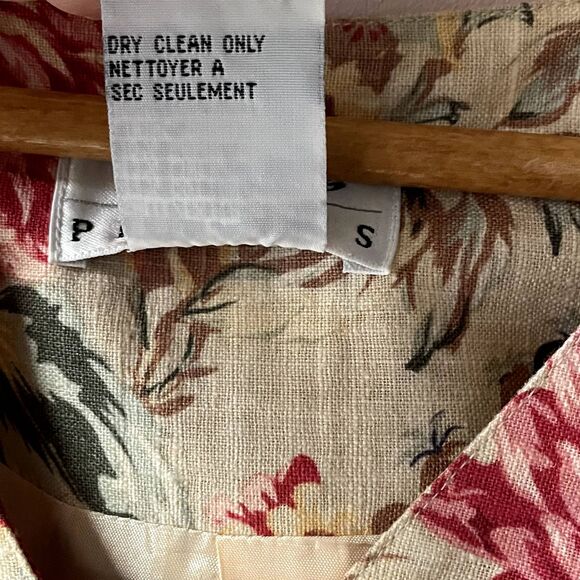 DRY CLEAN ONLY
NETTOYER A
SEC SEULEMENT
P S